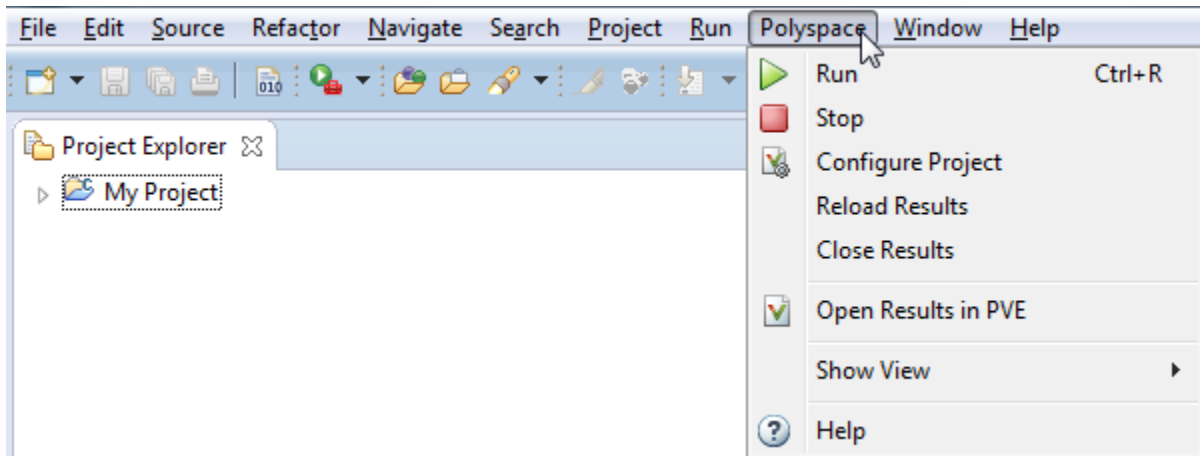 File Edit Source Refactor Navigate Search Project Run Polyspace Window Help
010
Project Explorer
My Project
Run Ctrl+R
Stop
Configure Project
Reload Results
Close Results
Open Results in PVE
Show View
Help